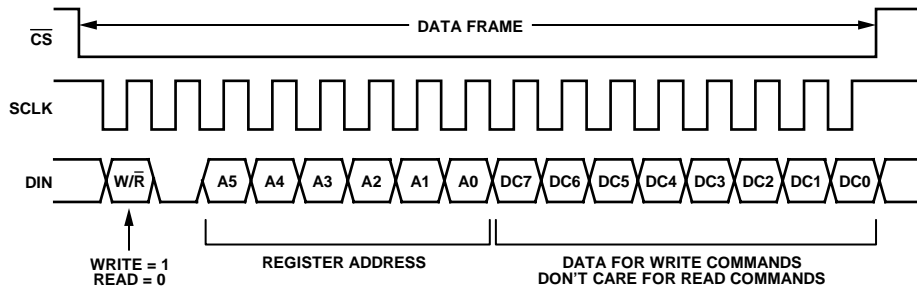 DATA FRAME
CS
SCLK
DIN
W/R
A5 A4 A3 A2 A1 A0 DC7 DC6 DC5 DC4 DC3 DC2 DC1 DC0
WRITE = 1
READ = 0
REGISTER ADDRESS
DATA FOR WRITE COMMANDS
DON'T CARE FOR READ COMMANDS